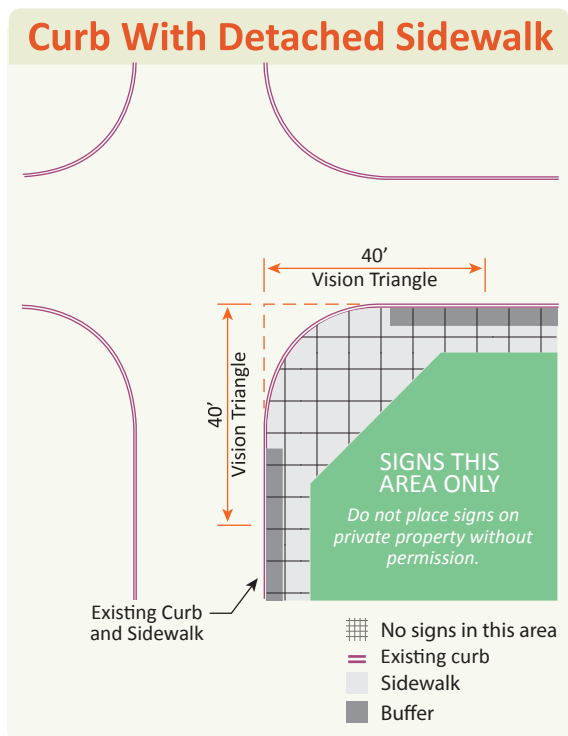 Curb With Detached Sidewalk
40’
Vision Triangle
40’
Vision Triangle
SIGNS THIS
AREA ONLY
Do not place signs on
private property without
permission.
Existing Curb
and Sidewalk
No signs in this area
Existing curb
Sidewalk
Buffer